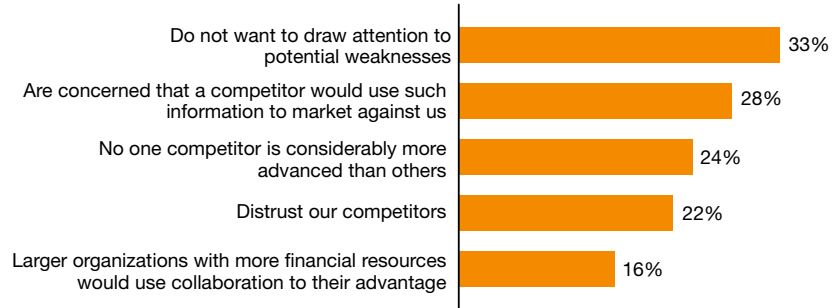 Do not want to draw attention to
potential weaknesses
33%
Are concerned that a competitor would use such
information to market against us
28%
No one competitor is considerably more
advanced than others
24%
Distrust our competitors
22%
Larger organizations with more financial resources
would use collaboration to their advantage
16%